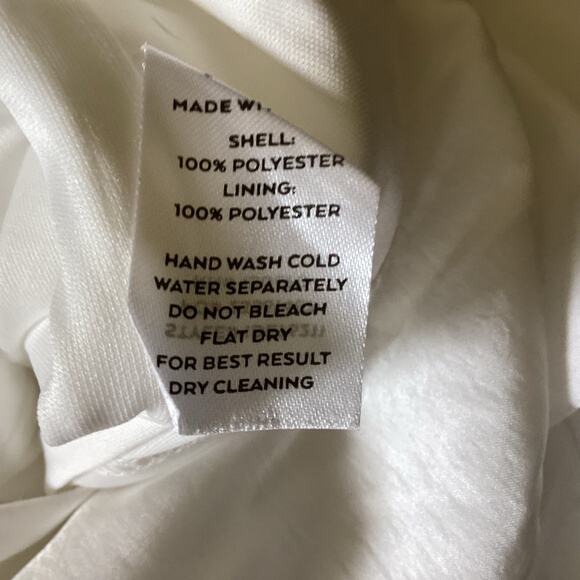 MADE
SHELL:
100% POLYESTER
LINING:
100% POLYESTER
HAND WASH COLD
WATER SEPARATELY
DO NOT BLEACH
FLAT DRY
FOR BEST RESULT
DRY CLEANING